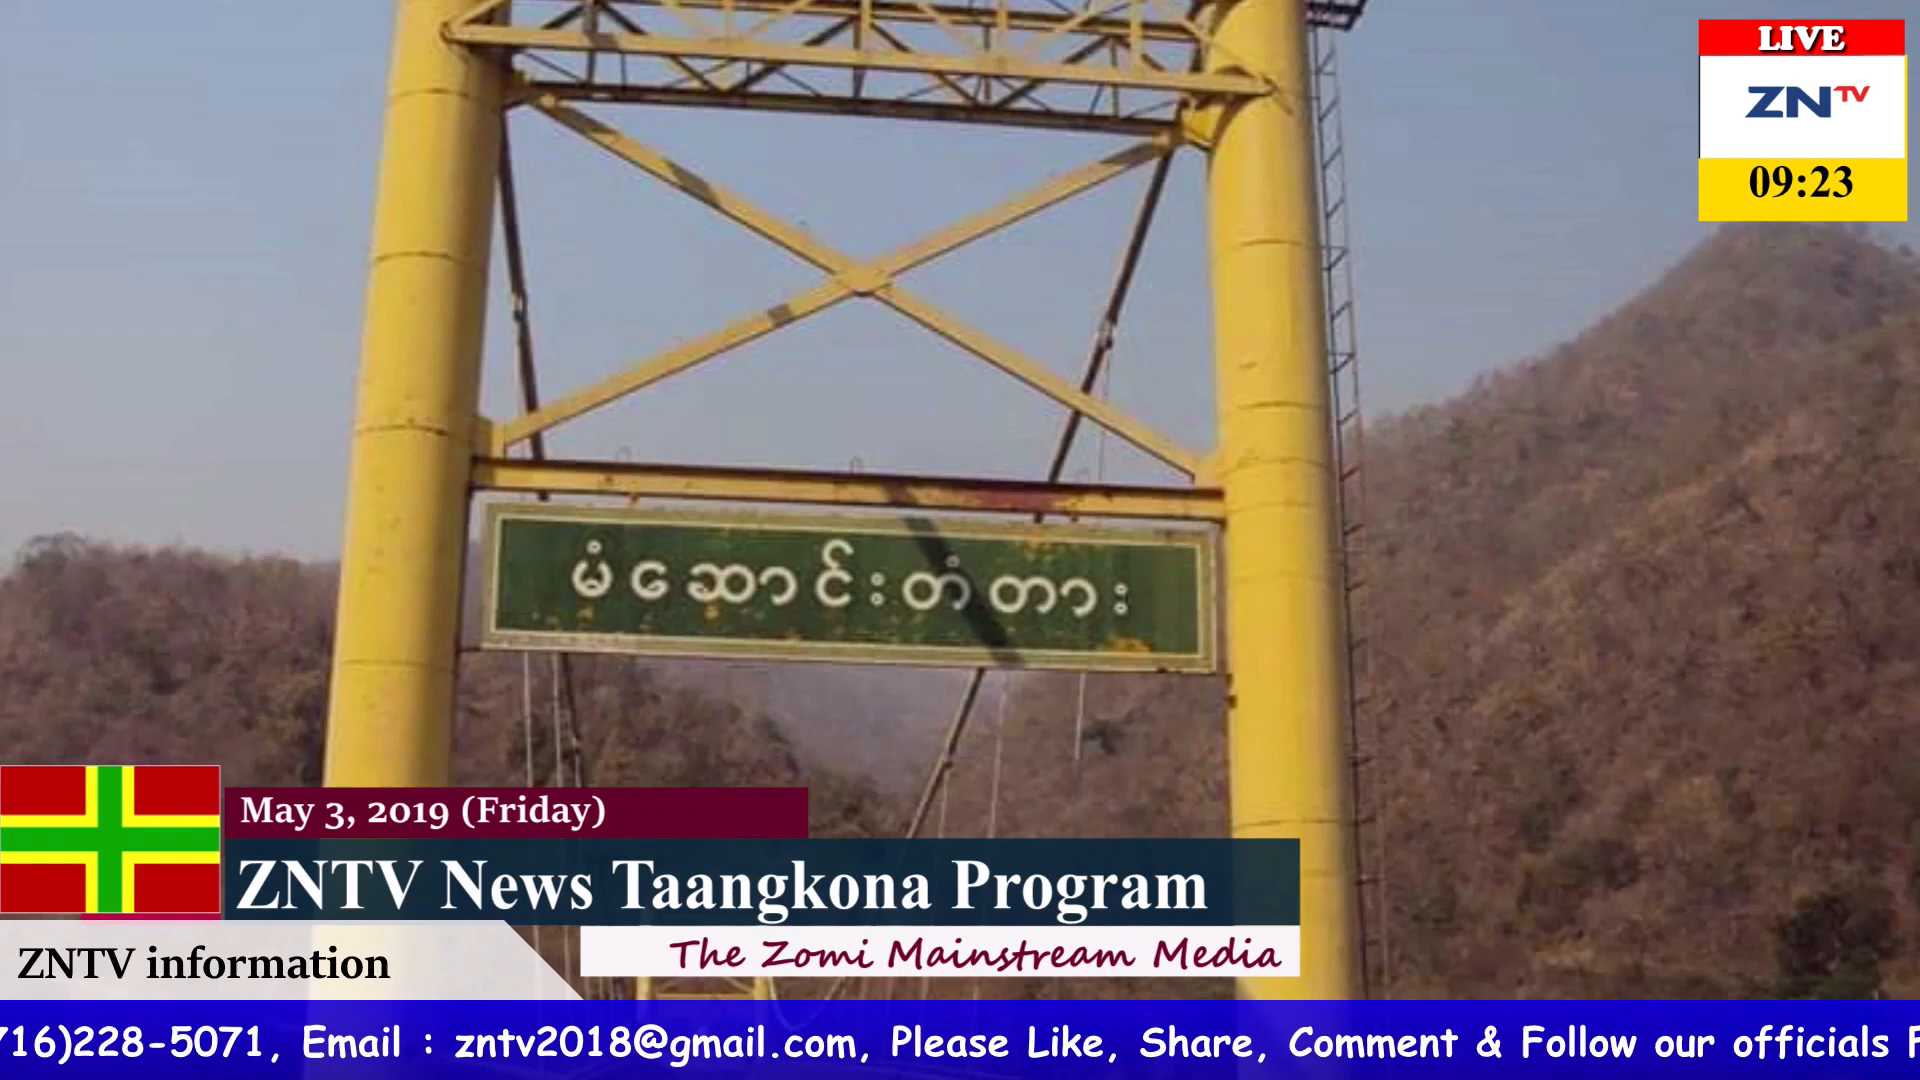 LIVE
ZNTV
09:23
မံဆောင်းတံတား
May 3, 2019 (Friday)
ZNTV News Taangkona Program
The Zomi Mainstream Media
ZNTV information
716)228-5071, Email : zntv2018@gmail.com, Please Like, Share, Comment & Follow our officials F